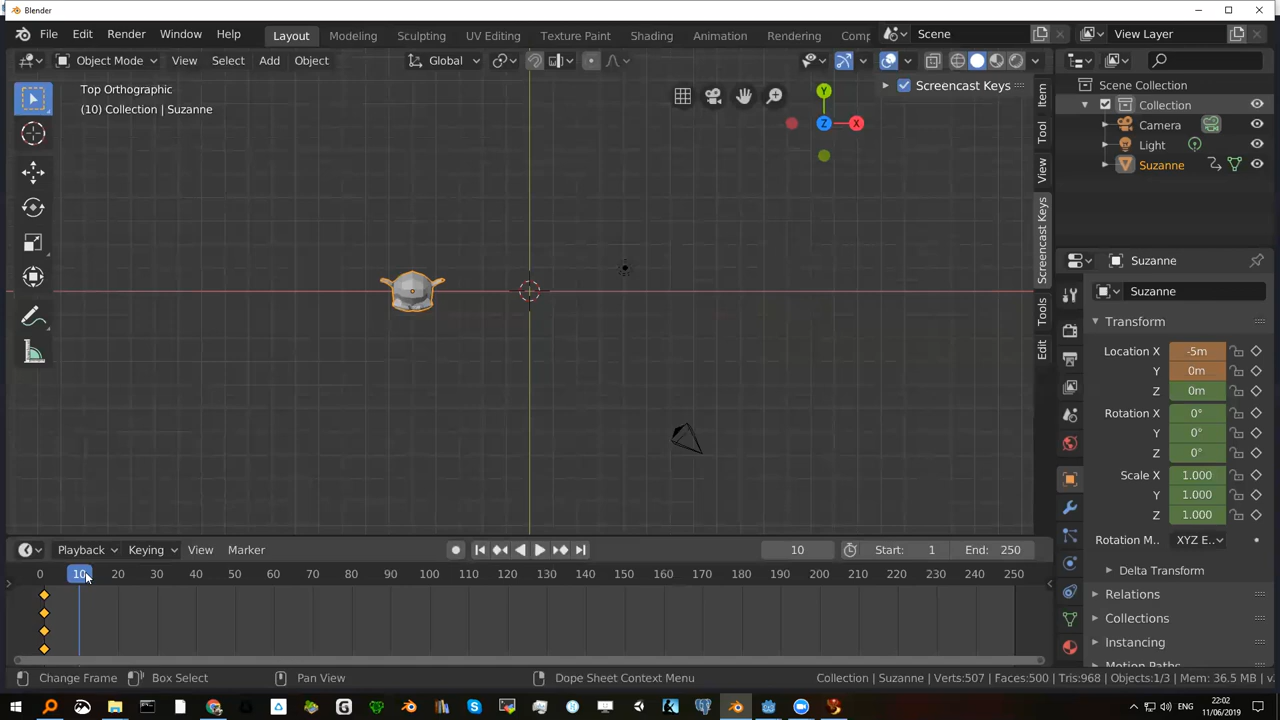 Blender
File Edit Render Window Help Layout Modeling Sculpting UV Editing Texture Paint Shading Animation Rendering Comp Scene View Layer
Object Mode View Select Add Object Global
Top Orthographic
(10) Collection | Suzanne
Screencast Keys
Y
Z X
Item
Tool
View
Screencast Keys
Tools
Edit
Scene Collection
Collection
Camera
Light
Suzanne
Suzanne
Suzanne
Transform
Location X -5m
Y 0m
Z 0m
Rotation X 0°
Y 0°
Z 0°
Scale X 1.000
Y 1.000
Z 1.000
Rotation M.. XYZ E..
Delta Transform
Relations
Collections
Instancing
Motion Paths
Playback Keying View Marker 10 Start: 1 End: 250
0 10 20 30 40 50 60 70 80 90 100 110 120 130 140 150 160 170 180 190 200 210 220 230 240 250
Change Frame Box Select Pan View Dope Sheet Context Menu Collection | Suzanne | Verts:507 | Faces:500 | Tris:968 | Objects:1/3 | Mem: 36.5 MB | v
ENG 22:02
11/06/2019